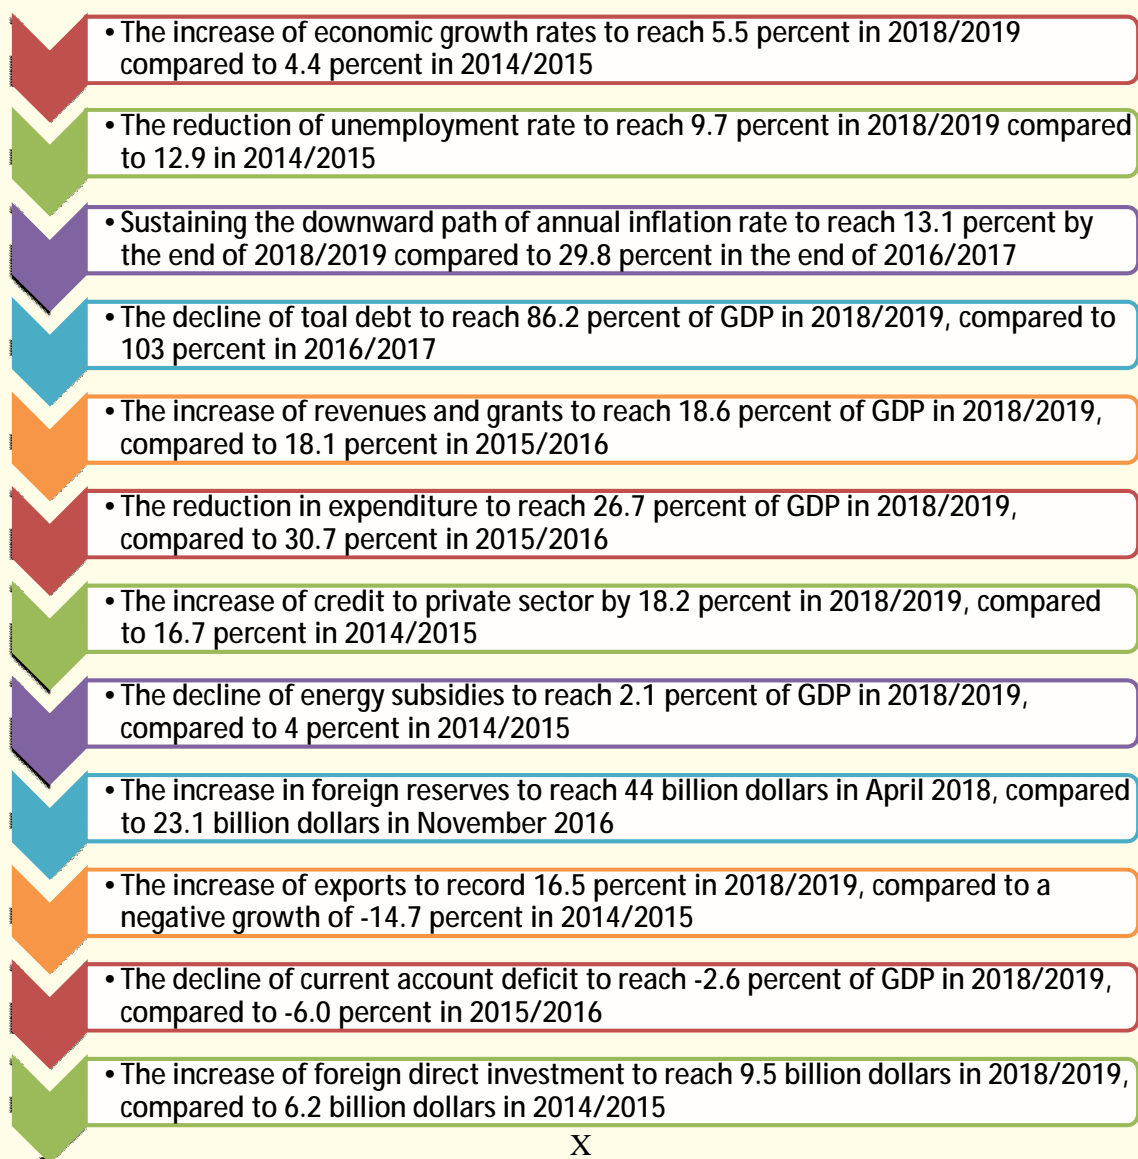 • The increase of economic growth rates to reach 5.5 percent in 2018/2019
compared to 4.4 percent in 2014/2015
• The reduction of unemployment rate to reach 9.7 percent in 2018/2019 compared
to 12.9 in 2014/2015
• Sustaining the downward path of annual inflation rate to reach 13.1 percent by
the end of 2018/2019 compared to 29.8 percent in the end of 2016/2017
• The decline of toal debt to reach 86.2 percent of GDP in 2018/2019, compared to
103 percent in 2016/2017
• The increase of revenues and grants to reach 18.6 percent of GDP in 2018/2019,
compared to 18.1 percent in 2015/2016
• The reduction in expenditure to reach 26.7 percent of GDP in 2018/2019,
compared to 30.7 percent in 2015/2016
• The increase of credit to private sector by 18.2 percent in 2018/2019, compared
to 16.7 percent in 2014/2015
• The decline of energy subsidies to reach 2.1 percent of GDP in 2018/2019,
compared to 4 percent in 2014/2015
• The increase in foreign reserves to reach 44 billion dollars in April 2018, compared
to 23.1 billion dollars in November 2016
• The increase of exports to record 16.5 percent in 2018/2019, compared to a
negative growth of -14.7 percent in 2014/2015
• The decline of current account deficit to reach -2.6 percent of GDP in 2018/2019,
compared to -6.0 percent in 2015/2016
• The increase of foreign direct investment to reach 9.5 billion dollars in 2018/2019,
compared to 6.2 billion dollars in 2014/2015
X